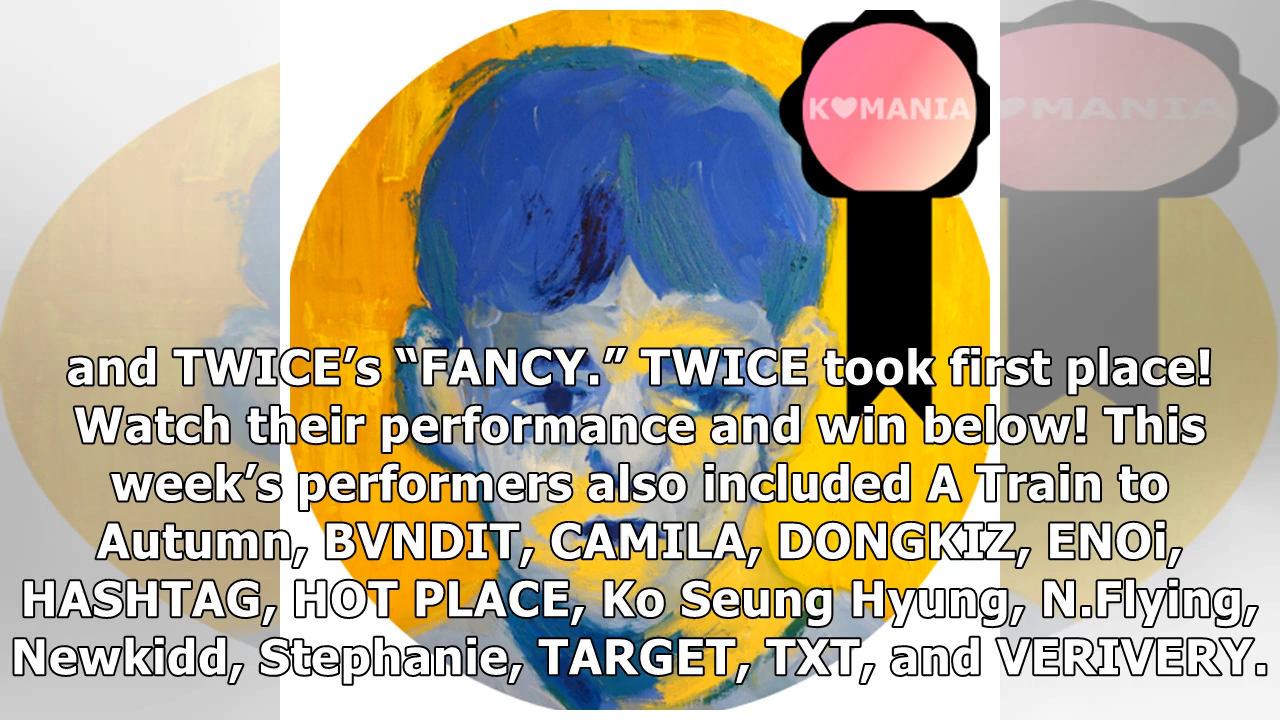 K♥MANIA
and TWICE’s “FANCY.” TWICE took first place!
Watch their performance and win below! This
week’s performers also included A Train to
Autumn, BVNDIT, CAMILA, DONGKIZ, ENOi,
HASHTAG, HOT PLACE, Ko Seung Hyung, N.Flying,
Newkidd, Stephanie, TARGET, TXT, and VERIVERY.